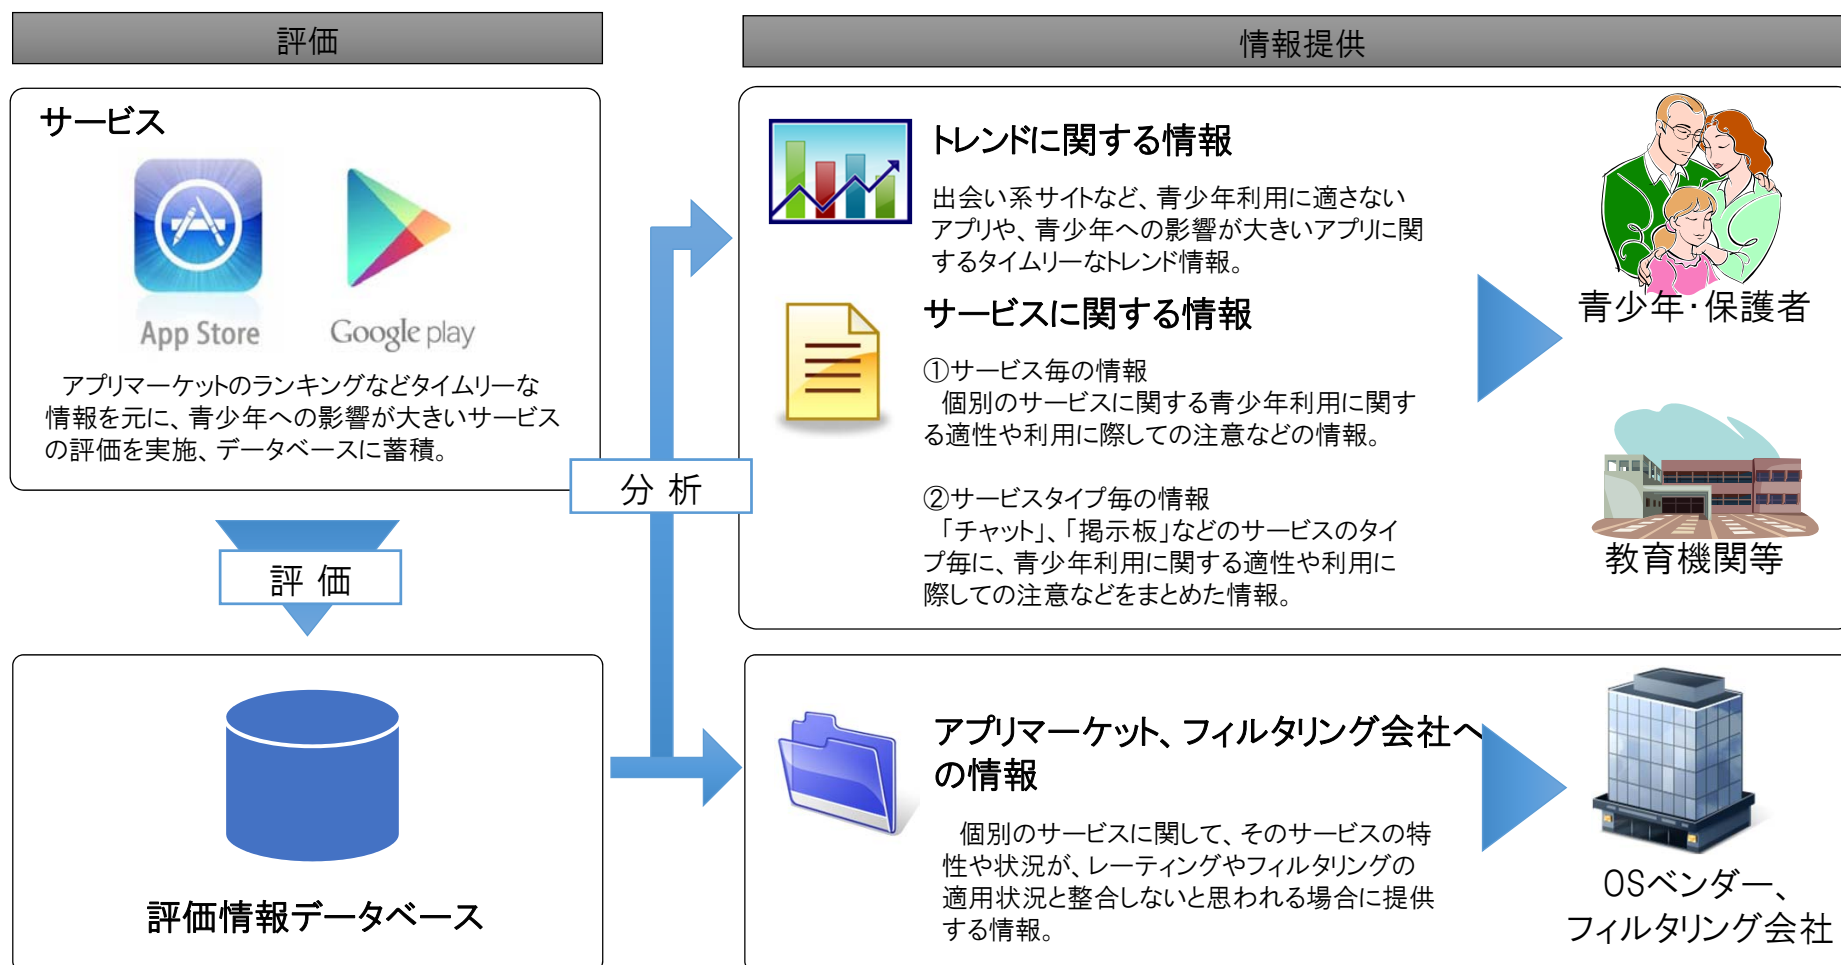 評価
情報提供
サービス
App Store
Google play
アプリマーケットのランキングなどタイムリーな
情報を元に、青少年への影響が大きいサービス
の評価を実施、データベースに蓄積。
評 価
評価情報データベース
分 析
トレンドに関する情報
出会い系サイトなど、青少年利用に適さない
アプリや、青少年への影響が大きいアプリに関
するタイムリーなトレンド情報。
サービスに関する情報
①サービス毎の情報
個別のサービスに関する青少年利用に関す
る適性や利用に際しての注意などの情報。
②サービスタイプ毎の情報
「チャット」、「掲示板」などのサービスのタイ
プ毎に、青少年利用に関する適性や利用に
際しての注意などをまとめた情報。
青少年・保護者
教育機関等
アプリマーケット、フィルタリング会社へ
の情報
個別のサービスに関して、そのサービスの特
性や状況が、レーティングやフィルタリングの
適用状況と整合しないと思われる場合に提供
する情報。
OSベンダー、
フィルタリング会社